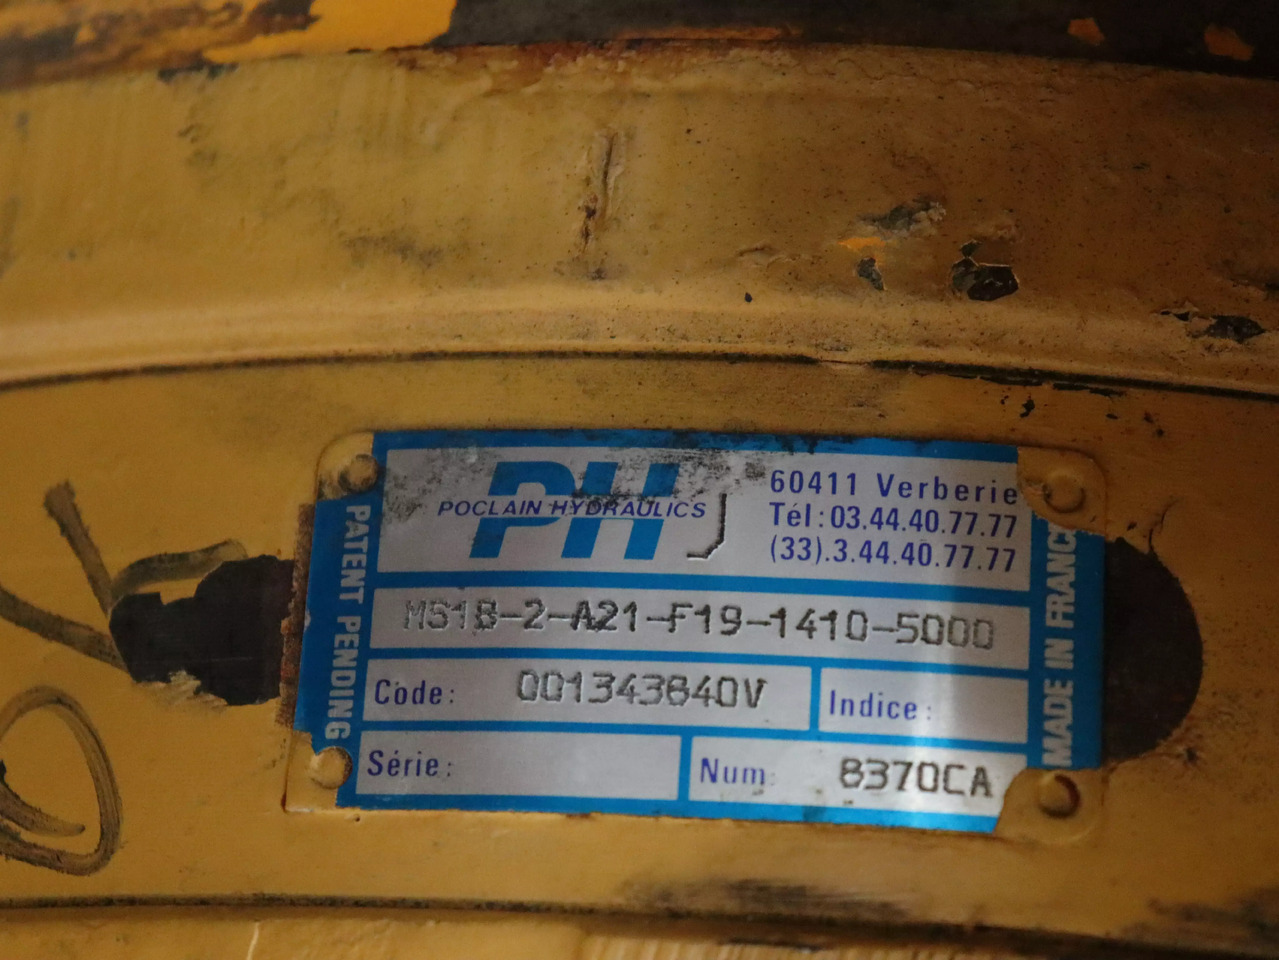 PH
POCLAIN HYDRAULICS
60411 Verberie
Tél:03.44.40.77.77
(33).3.44.40.77.77
PATENT PENDING
MS18-2-A21-F19-1410-5000
Code: 001343840V
Indice:
Série:
Num: 8370CA
MADE IN FRANCE